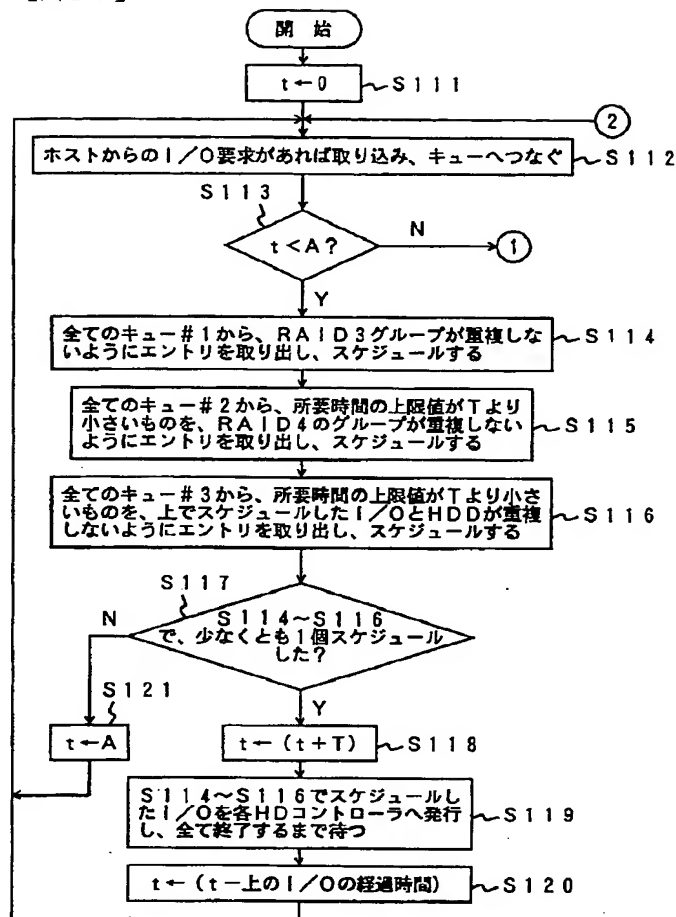 開 始
t←0
S111
②
ホストからのI/O要求があれば取り込み、キューへつなぐ
S112
S113
t<A?
N
①
Y
全てのキュー#1から、RAID3グループが重複しな
いようにエントリを取り出し、スケジュールする
S114
全てのキュー#2から、所要時間の上限値がTより
小さいものを、RAID4のグループが重複しない
ようにエントリを取り出し、スケジュールする
S115
全てのキュー#3から、所要時間の上限値がTより小さ
いものを、上でスケジュールしたI/OとHDDが重複
しないようにエントリを取り出し、スケジュールする
S116
S117
N
S114~S116
で、少なくとも1個スケジュール
した?
S121
Y
t←A
t←(t+T)
S118
S114~S116でスケジュールし
たI/Oを各HDコントローラへ発行
し、全て終了するまで待つ
S119
t←(t-上のI/Oの経過時間)
S120